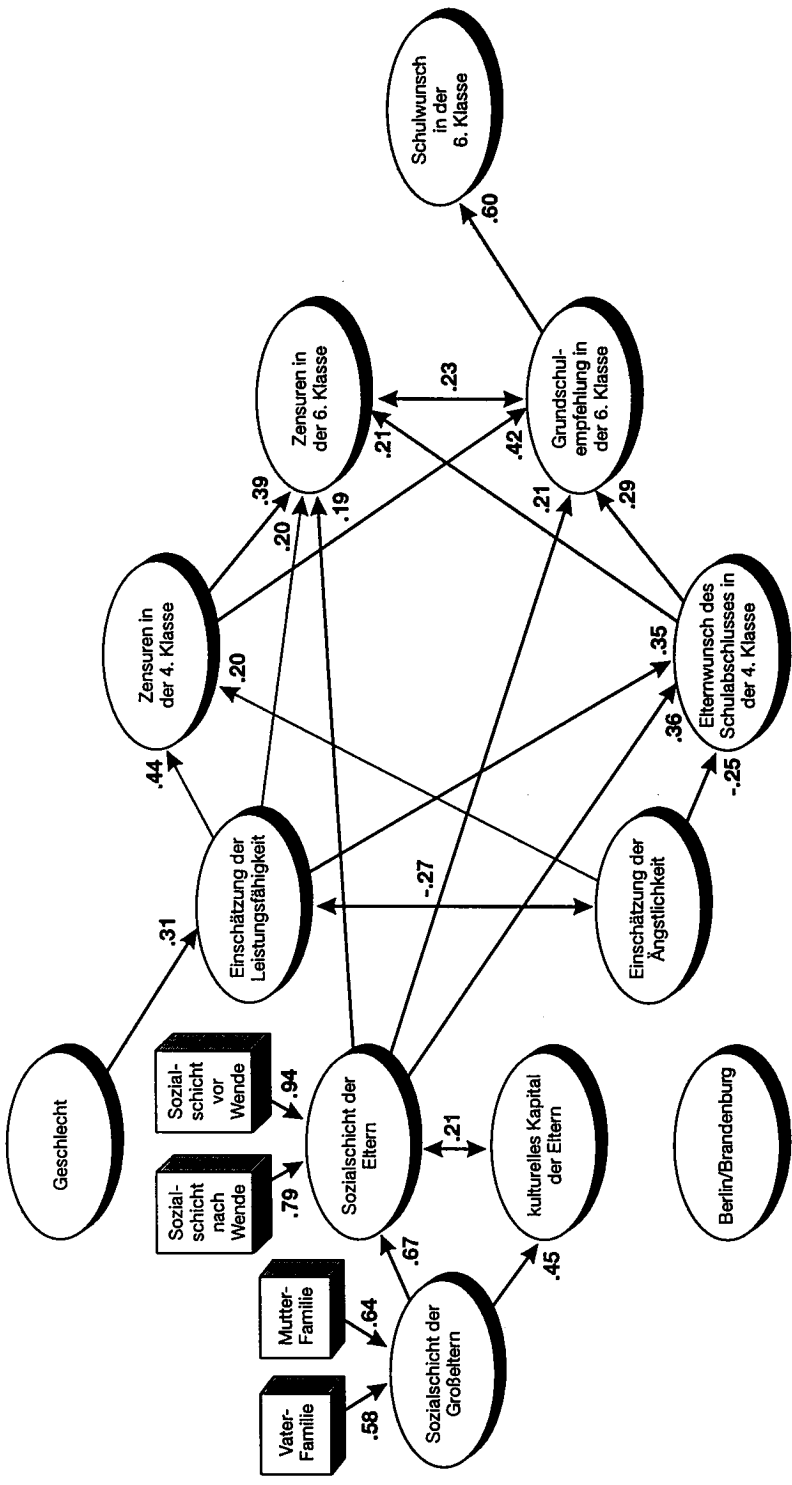 Geschlecht
Sozial-
schicht
nach
Wende
.79
Sozial-
schicht
vor
Wende
.94
Vater-
Familie
.58
Mutter-
Familie
.64
Sozialschicht der
Großeltern
.67
.45
Sozialschicht der
Eltern
.21
kulturelles Kapital
der Eltern
Berlin/Brandenburg
.31
Einschätzung der
Leistungsfähigkeit
-.27
Einschätzung der
Ängstlichkeit
.44
.20
Zensuren in
der 4. Klasse
.36
.35
-.25
Elternwunsch des
Schulabschlusses in
der 4. Klasse
.39
.20
.19
.21
Zensuren in
der 6. Klasse
.23
.42
.21
.29
Grundschul-
empfehlung in
der 6. Klasse
.60
Schulwunsch
in der
6. Klasse